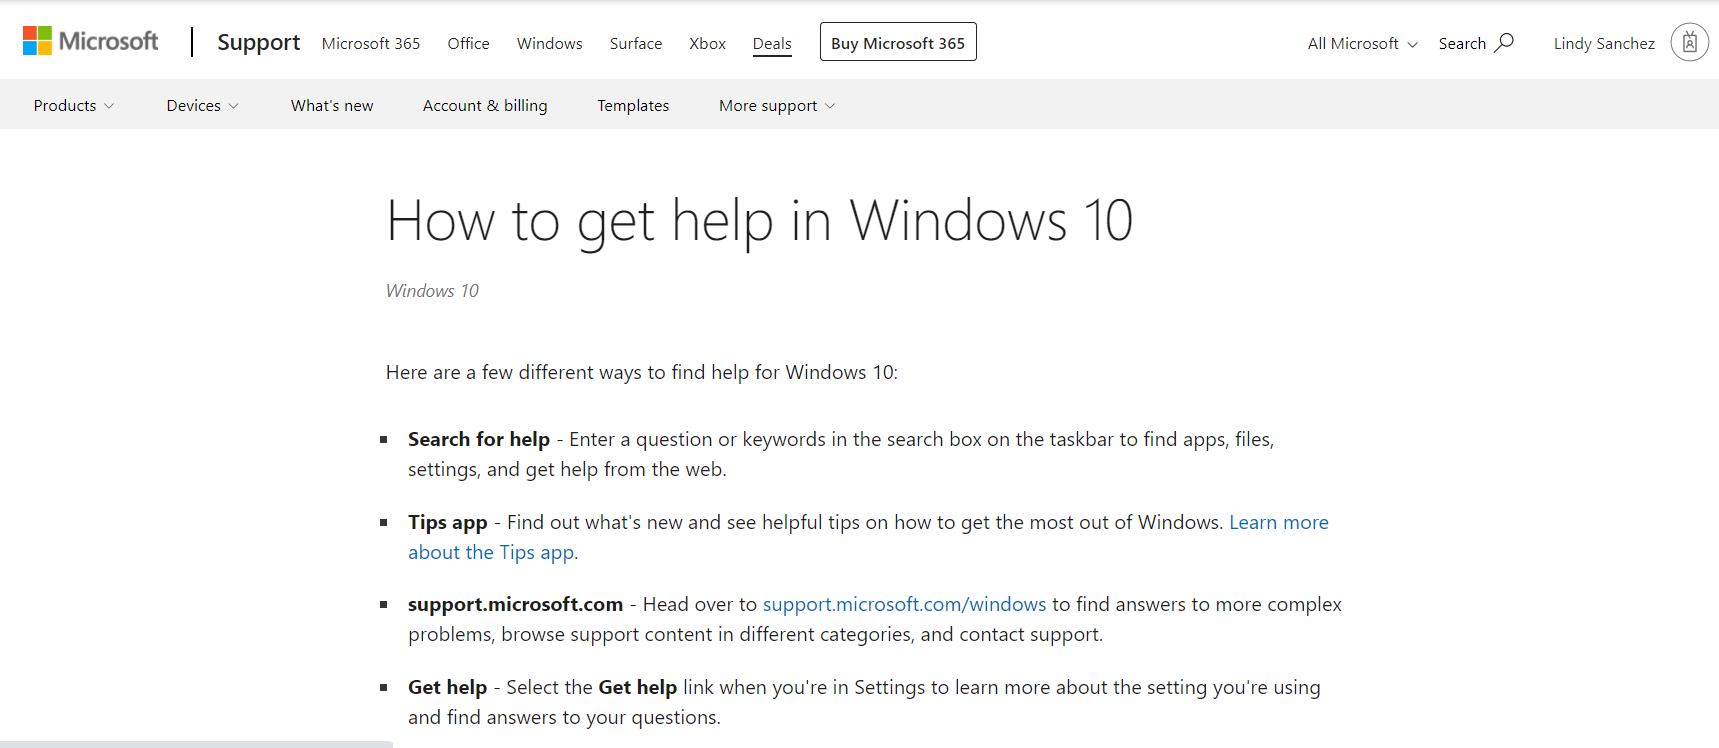 Microsoft Support Microsoft 365 Office Windows Surface Xbox Deals Buy Microsoft 365 All Microsoft Search Lindy Sanchez
Products Devices What's new Account & billing Templates More support
How to get help in Windows 10
Windows 10
Here are a few different ways to find help for Windows 10:
Search for help - Enter a question or keywords in the search box on the taskbar to find apps, files,
settings, and get help from the web.
Tips app - Find out what's new and see helpful tips on how to get the most out of Windows. Learn more
about the Tips app.
support.microsoft.com - Head over to support.microsoft.com/windows to find answers to more complex
problems, browse support content in different categories, and contact support.
Get help - Select the Get help link when you're in Settings to learn more about the setting you're using
and find answers to your questions.